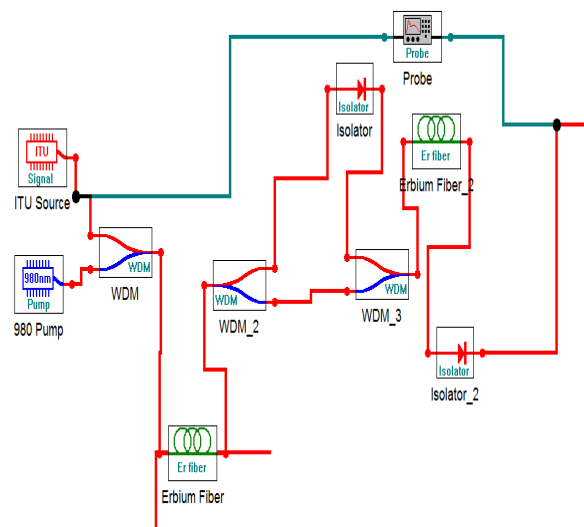 Probe
Probe
Isolator
Isolator
Er fiber
Erbium Fiber_2
ITU
Signal
ITU Source
980nm
Pump
980 Pump
WDM
WDM
WDM
WDM_2
WDM
WDM_3
Isolator
Isolator_2
Er fiber
Erbium Fiber